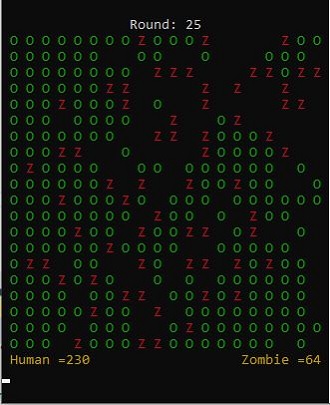 Round: 25
O O O O O O O O Z O O O Z Z O O
O O O O O O O O O O O O
O O O O O O O Z Z Z Z Z O Z Z
O O O O O O Z Z Z Z Z
O O O Z O O O Z O Z Z Z
O O O O O O O O Z O Z
O O O O O O O Z Z Z O O O Z
O O O Z Z O Z O O O O Z
O Z O O O O O O O O O O O O O O
O O O O O O Z Z Z O O Z O O O
O O O Z O O O Z O O O O O O O O O O
O O O O O O O Z Z O O O Z O O
O O O O Z O O Z O Z Z O Z O
O O O O O O Z O O O O O O O O
O Z Z O O O Z O Z Z O Z O O
O O O Z O Z O O O O O O O
O O O O O O O Z Z O Z O Z O O O O
O O O O O Z O O Z O O O O O O
O O O O O O O O O Z O O O O O O O O
O O O O Z O O O Z Z O O O O O O O O
Human =230 Zombie =64